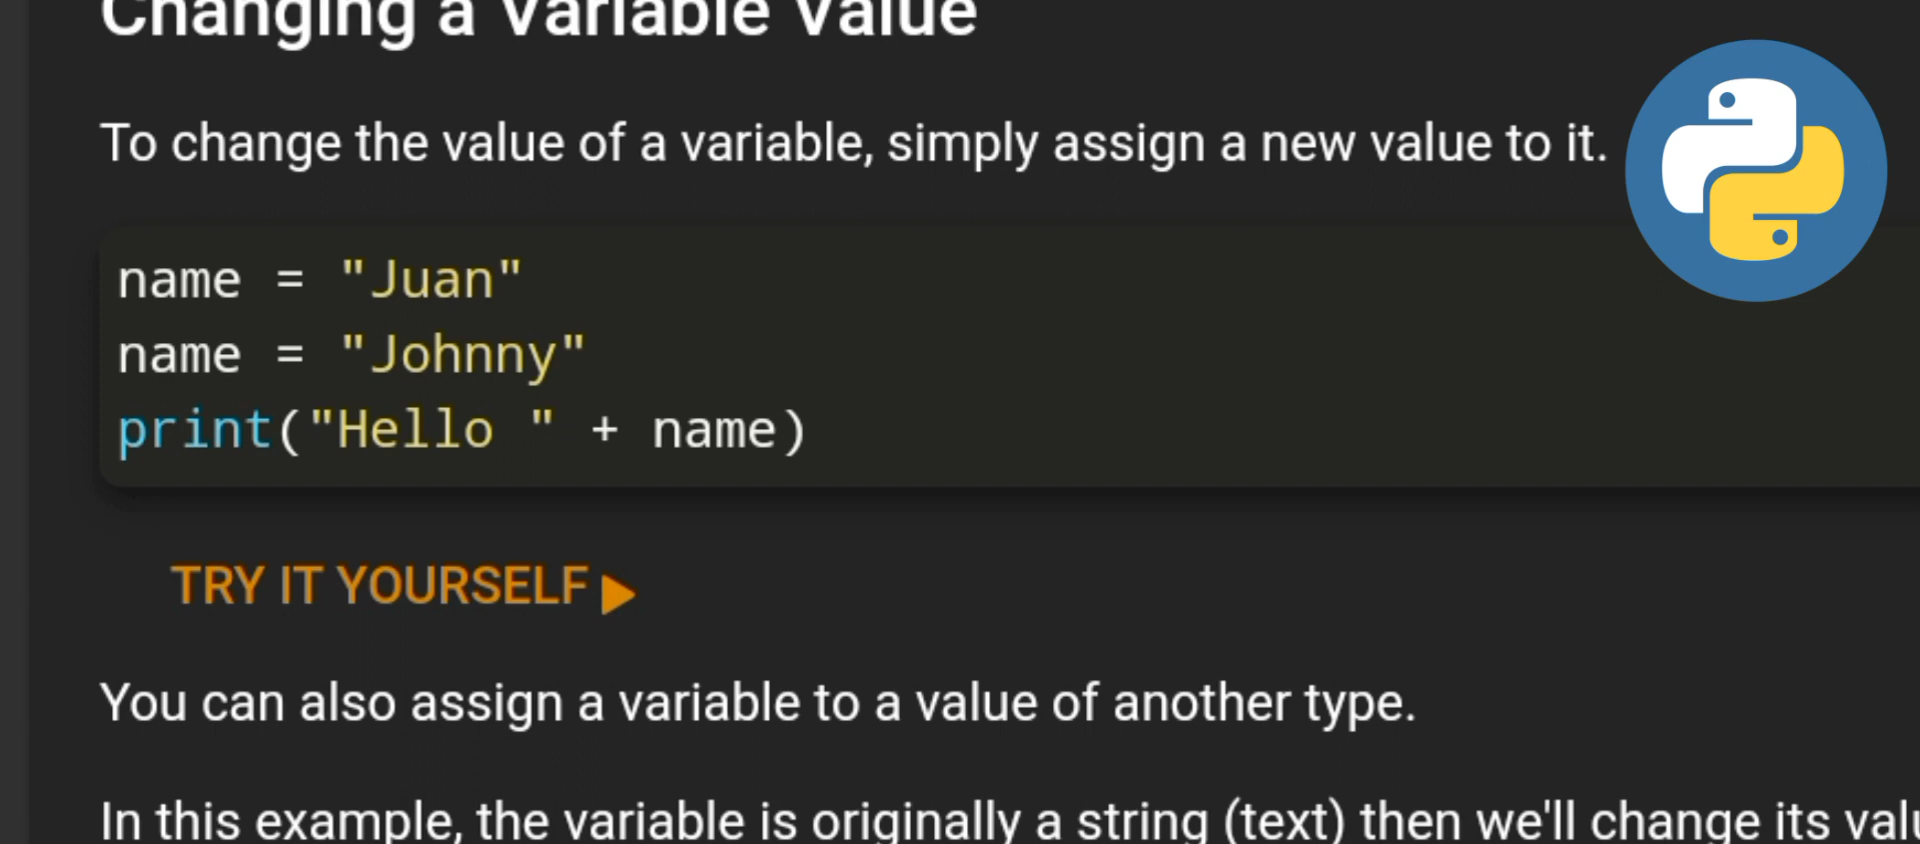 Changing a Variable Value
To change the value of a variable, simply assign a new value to it.
name = "Juan"
name = "Johnny"
print("Hello " + name)
TRY IT YOURSELF
You can also assign a variable to a value of another type.
In this example, the variable is originally a string (text) then we'll change its